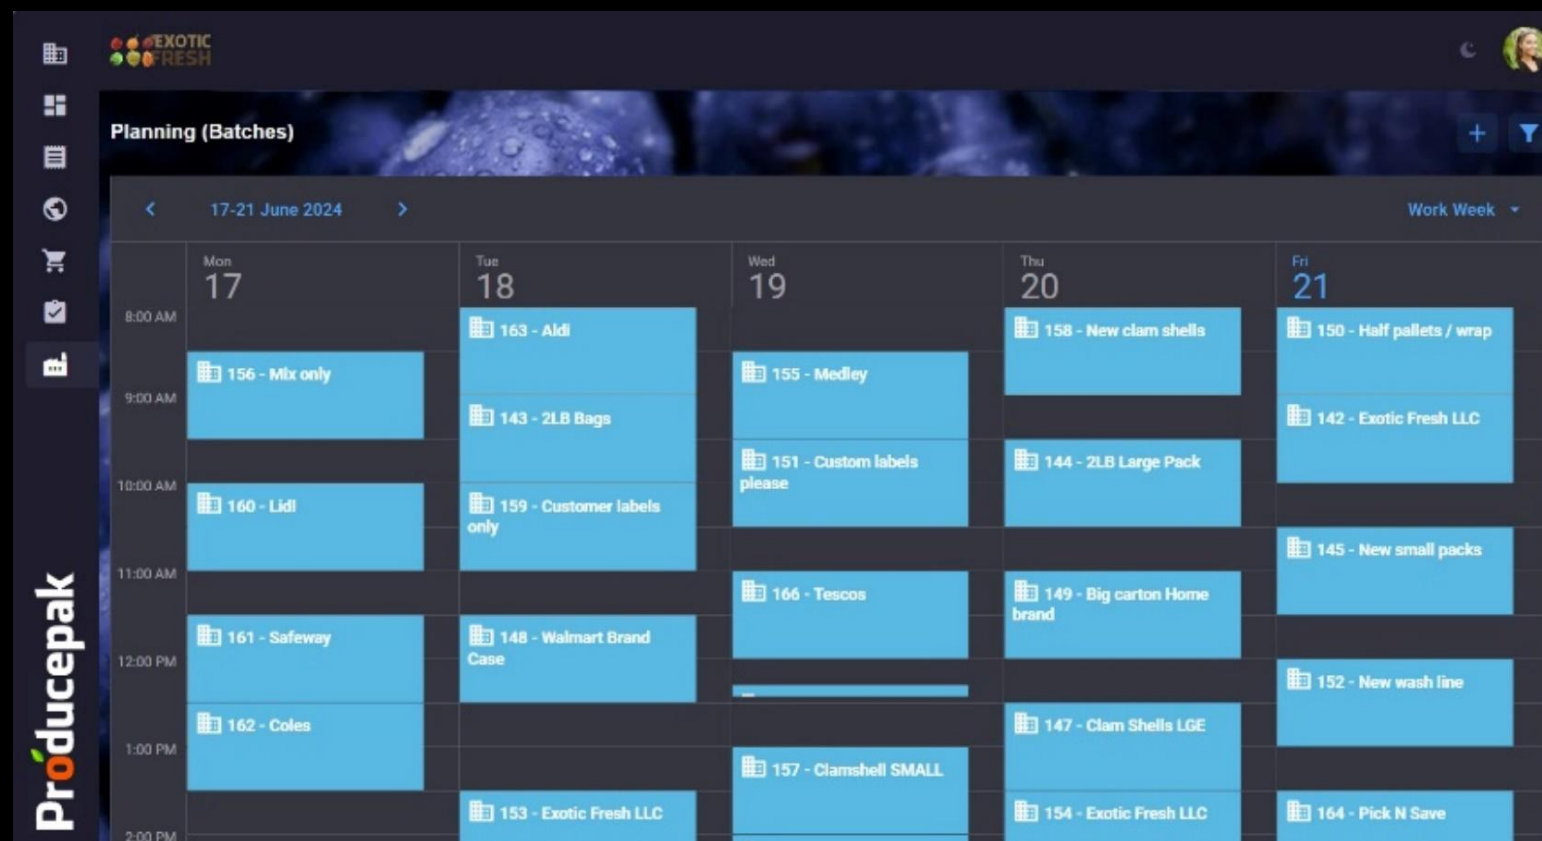 EXOTIC
FRESH
Planning (Batches)
17-21 June 2024
Work Week
Mon
17
Tue
18
Wed
19
Thu
20
Fri
21
8:00 AM
9:00 AM
10:00 AM
11:00 AM
12:00 PM
1:00 PM
2:00 PM
156 - Mix only
160 - Lidl
161 - Safeway
162 - Coles
163 - Aldi
143 - 2LB Bags
159 - Customer labels
only
148 - Walmart Brand
Case
153 - Exotic Fresh LLC
155 - Medley
151 - Custom labels
please
166 - Tescos
157 - Clamshell SMALL
158 - New clam shells
144 - 2LB Large Pack
149 - Big carton Home
brand
147 - Clam Shells LGE
154 - Exotic Fresh LLC
150 - Half pallets / wrap
142 - Exotic Fresh LLC
145 - New small packs
152 - New wash line
164 - Pick N Save
Producepak